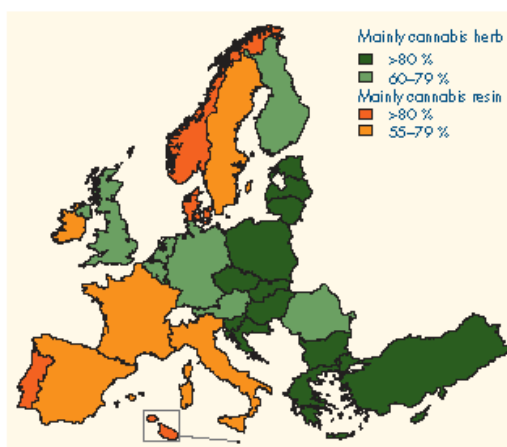 Mainly cannabis herb
>80 %
60–79 %
Mainly cannabis resin
>80 %
55–79 %